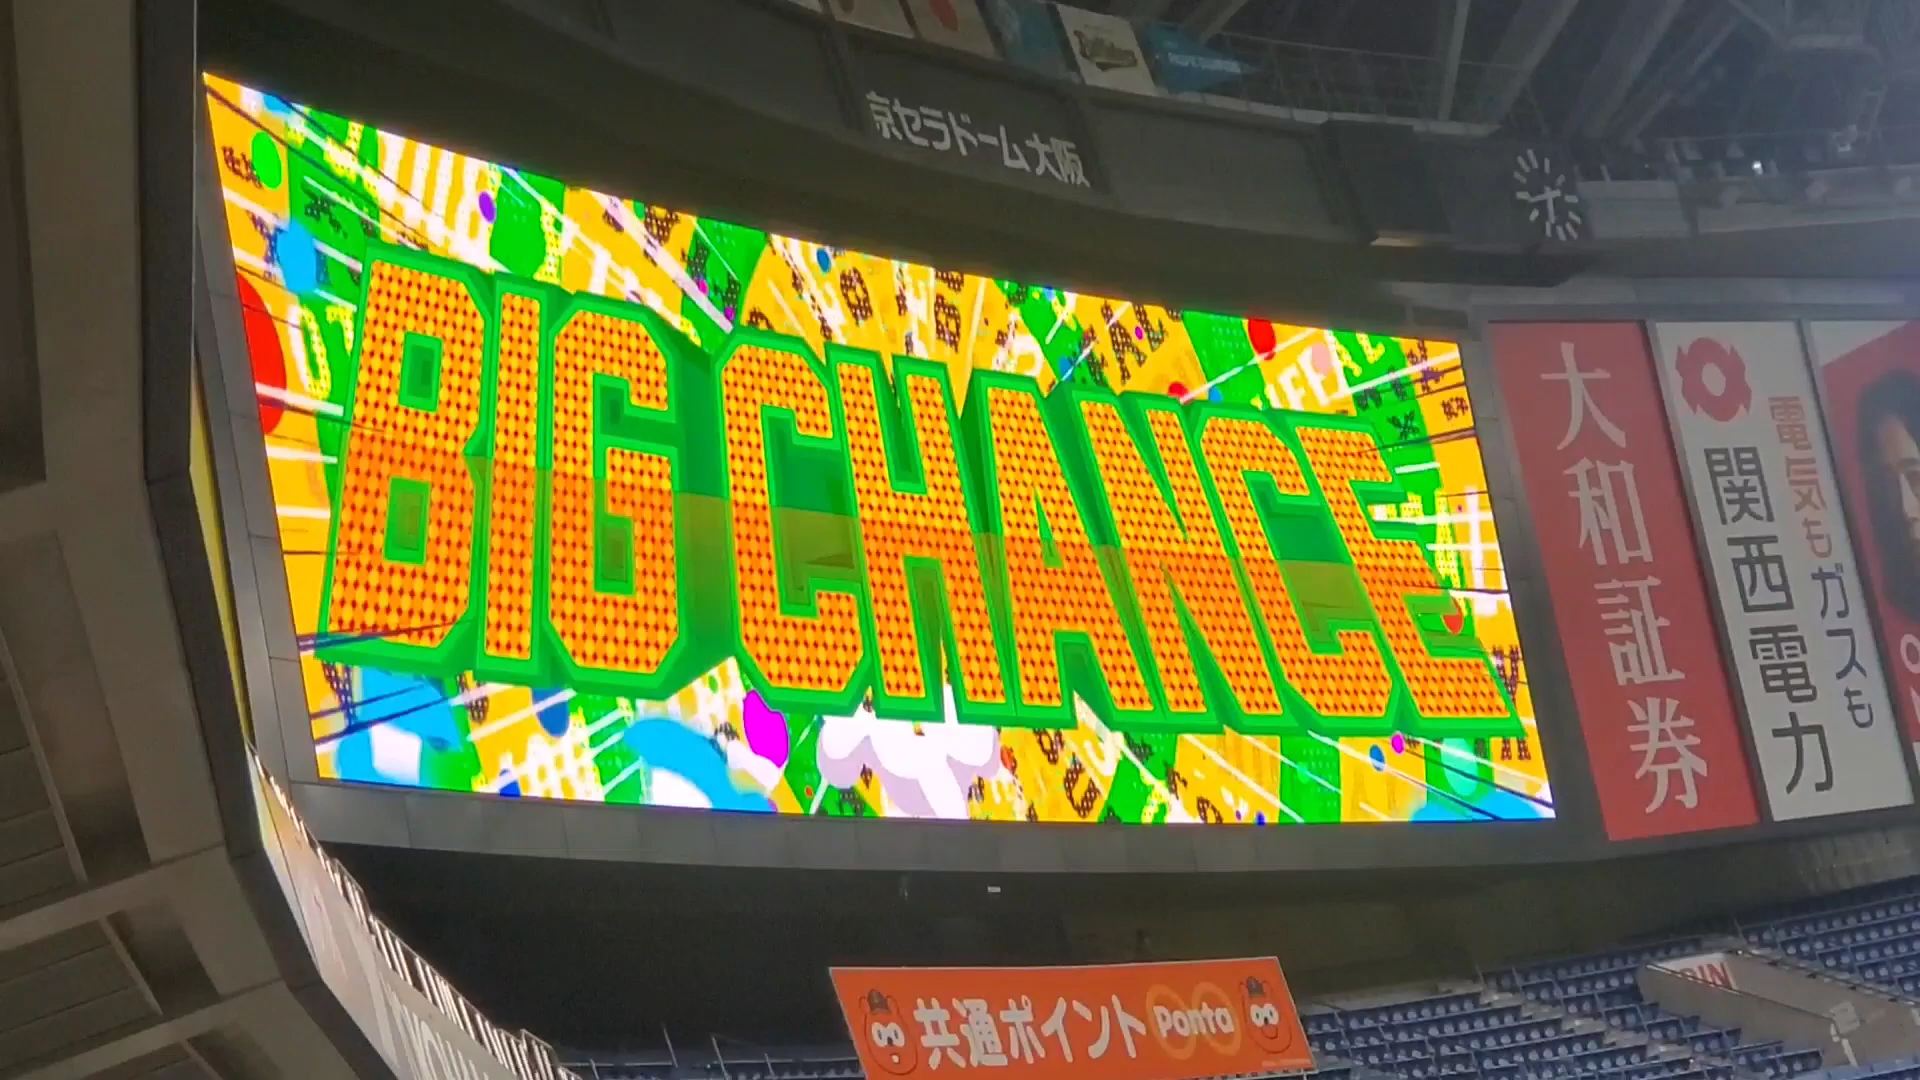 京セラドーム大阪
BIG CHANCE
大和証券
電気もガスも
関西電力
共通ポイント Ponta